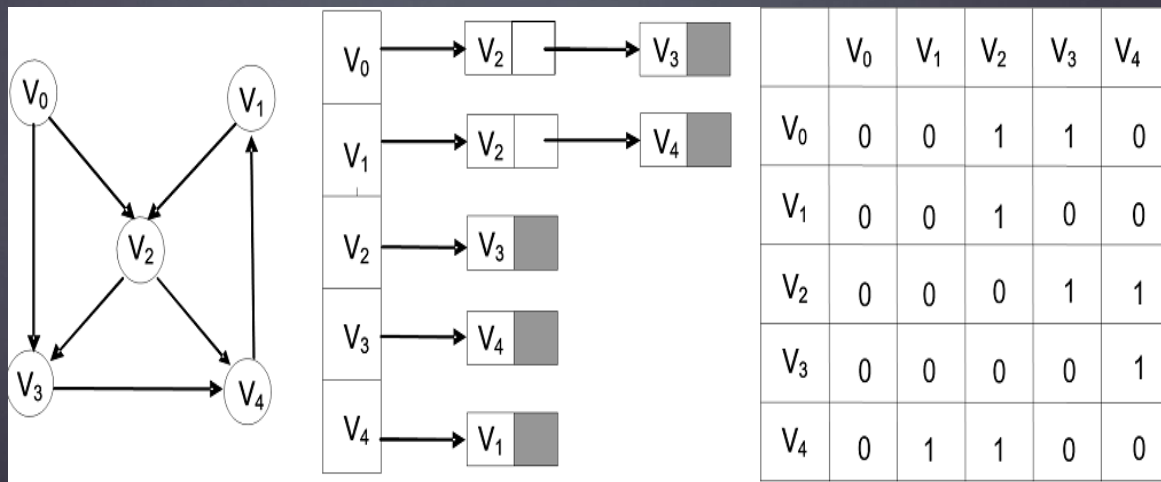 V₀ V₁
V₂
V₃ V₄
V₀ V₂ V₃
V₁ V₂ V₄
V₂ V₃
V₃ V₄
V₄ V₁
V₀ V₁ V₂ V₃ V₄
V₀ 0 0 1 1 0
V₁ 0 0 1 0 0
V₂ 0 0 0 1 1
V₃ 0 0 0 0 1
V₄ 0 1 1 0 0